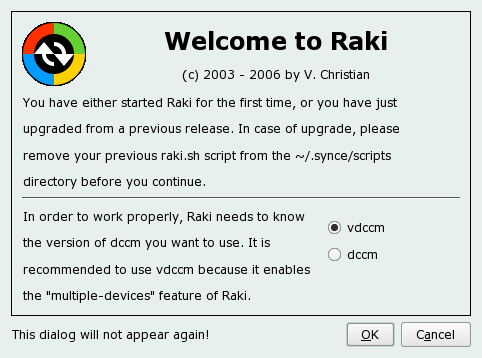 Welcome to Raki
(c) 2003 - 2006 by V. Christian
You have either started Raki for the first time, or you have just
upgraded from a previous release. In case of upgrade, please
remove your previous raki.sh script from the ~/.synce/scripts
directory before you continue.
In order to work properly, Raki needs to know
the version of dccm you want to use. It is
recommended to use vdccm because it enables
the "multiple-devices" feature of Raki.
vdccm
dccm
This dialog will not appear again!
OK
Cancel